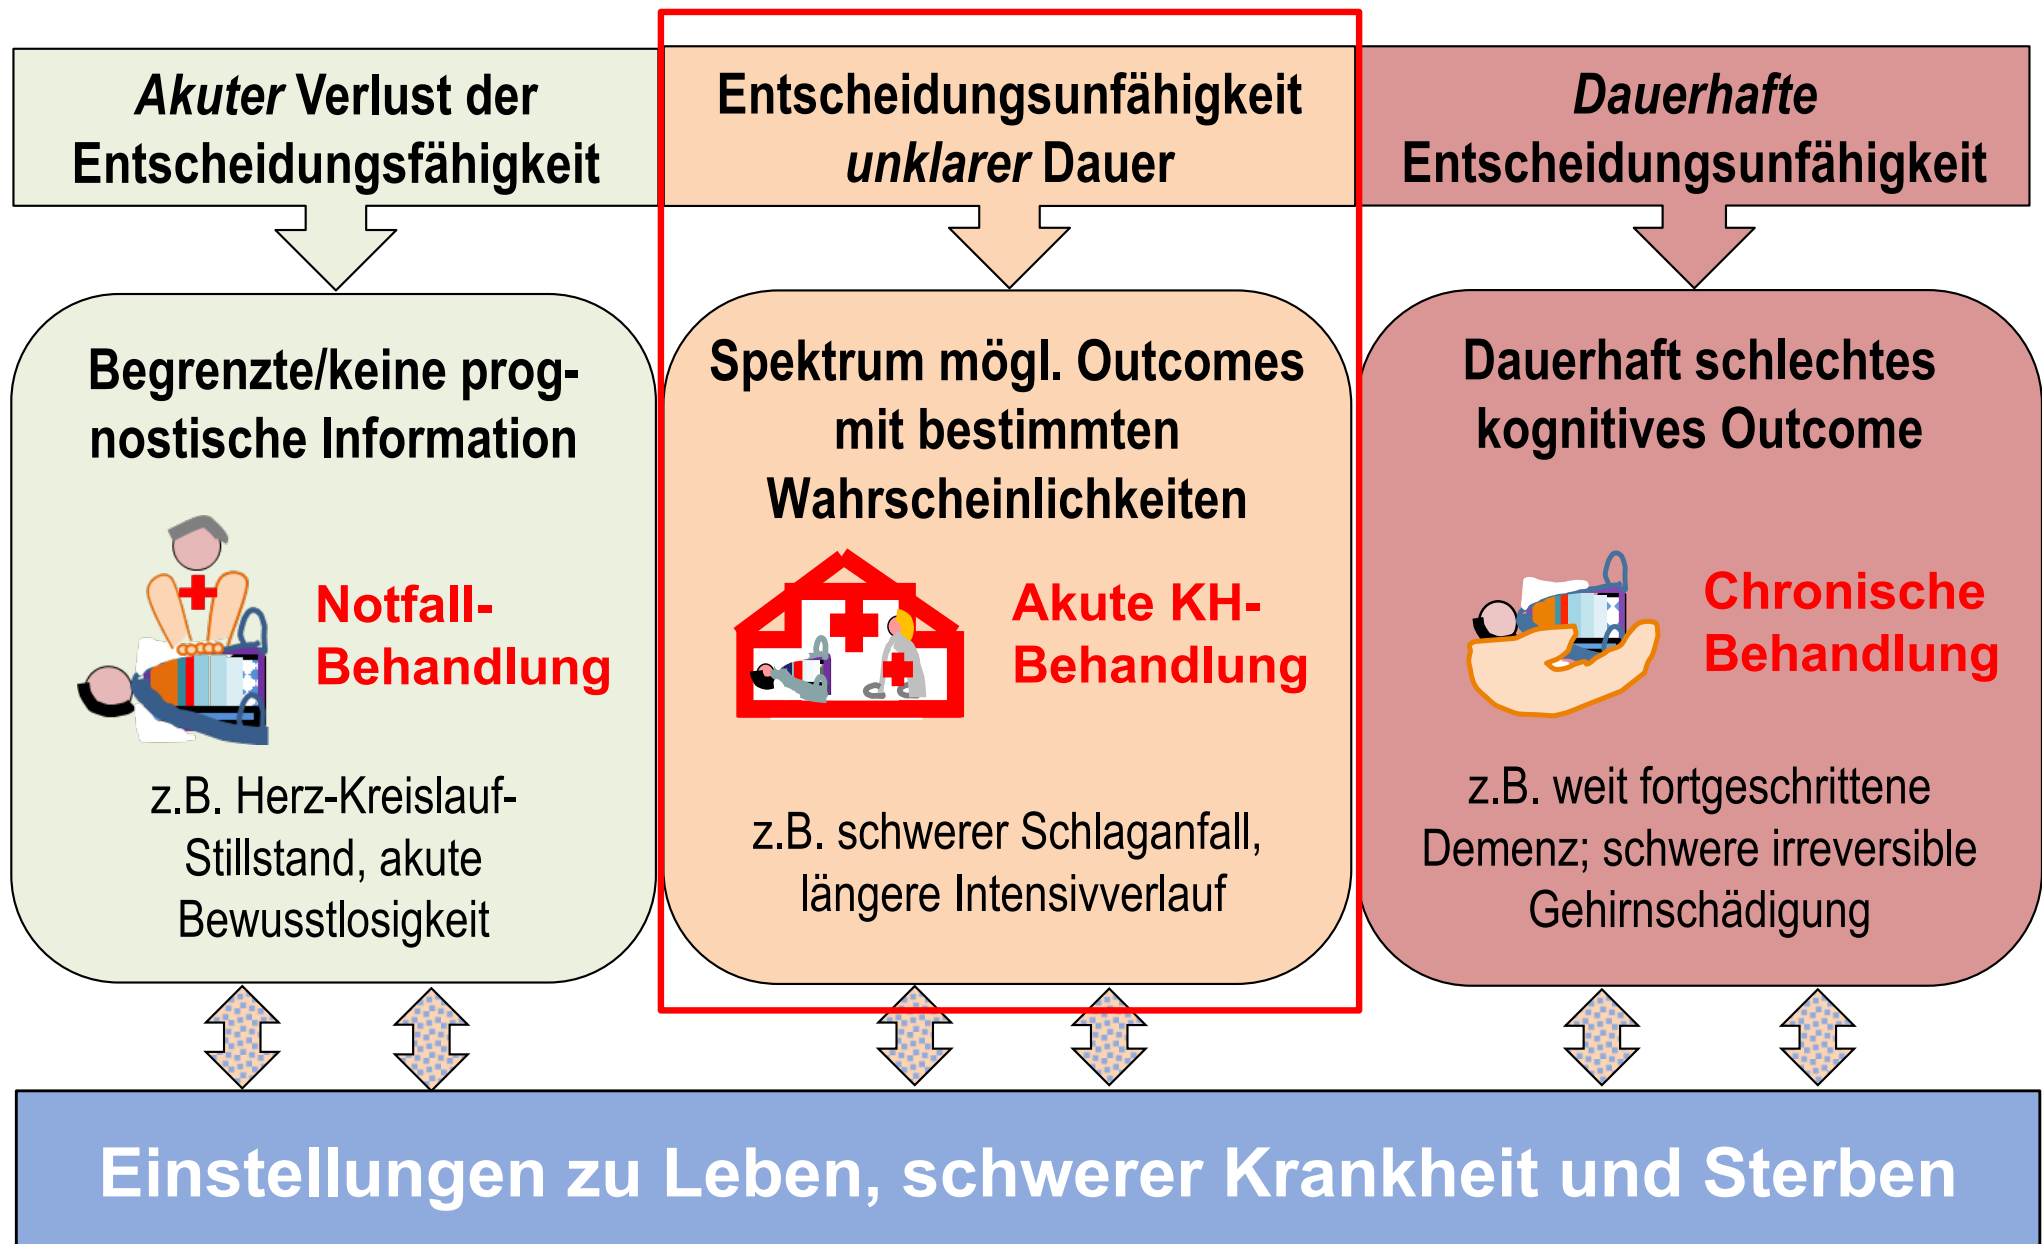 Akuter Verlust der
Entscheidungsfähigkeit
Entscheidungsunfähigkeit
unklarer Dauer
Dauerhafte
Entscheidungsunfähigkeit
Begrenzte/keine prog-
nostische Information
Notfall-
Behandlung
z.B. Herz-Kreislauf-
Stillstand, akute
Bewusstlosigkeit
Spektrum mögl. Outcomes
mit bestimmten
Wahrscheinlichkeiten
Akute KH-
Behandlung
z.B. schwerer Schlaganfall,
längere Intensivverlauf
Dauerhaft schlechtes
kognitives Outcome
Chronische
Behandlung
z.B. weit fortgeschrittene
Demenz; schwere irreversible
Gehirnschädigung
Einstellungen zu Leben, schwerer Krankheit und Sterben